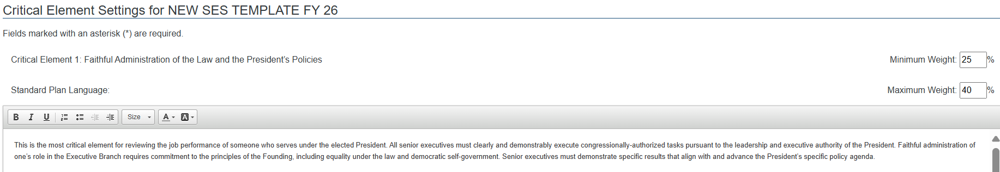 Critical Element Settings for NEW SES TEMPLATE FY 26
Fields marked with an asterisk (*) are required.
Critical Element 1: Faithful Administration of the Law and the President's Policies
Minimum Weight: 25 %
Standard Plan Language:
Maximum Weight: 40 %
B I U Size A A
This is the most critical element for reviewing the job performance of someone who serves under the elected President. All senior executives must clearly and demonstrably execute congressionally-authorized tasks pursuant to the leadership and executive authority of the President. Faithful administration of
one's role in the Executive Branch requires commitment to the principles of the Founding, including equality under the law and democratic self-government. Senior executives must demonstrate specific results that align with and advance the President's specific policy agenda.